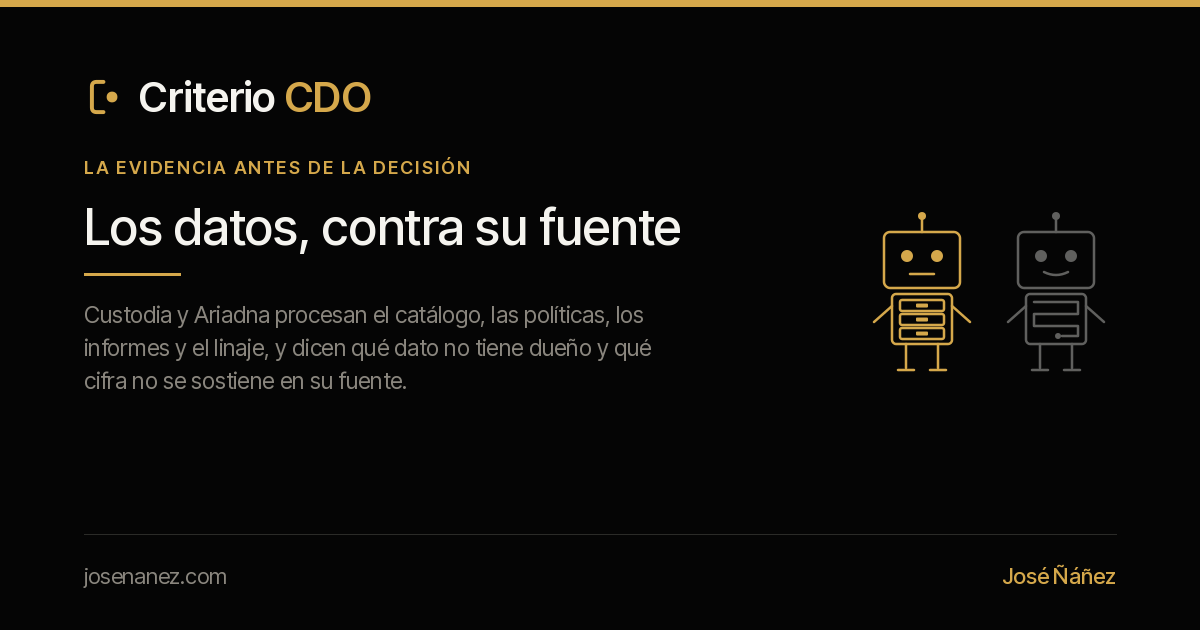 Criterio CDO
LA EVIDENCIA ANTES DE LA DECISIÓN
Los datos, contra su fuente
Custodia y Ariadna procesan el catálogo, las políticas, los
informes y el linaje, y dicen qué dato no tiene dueño y qué
cifra no se sostiene en su fuente.
josenanez.com
José Ñáñez